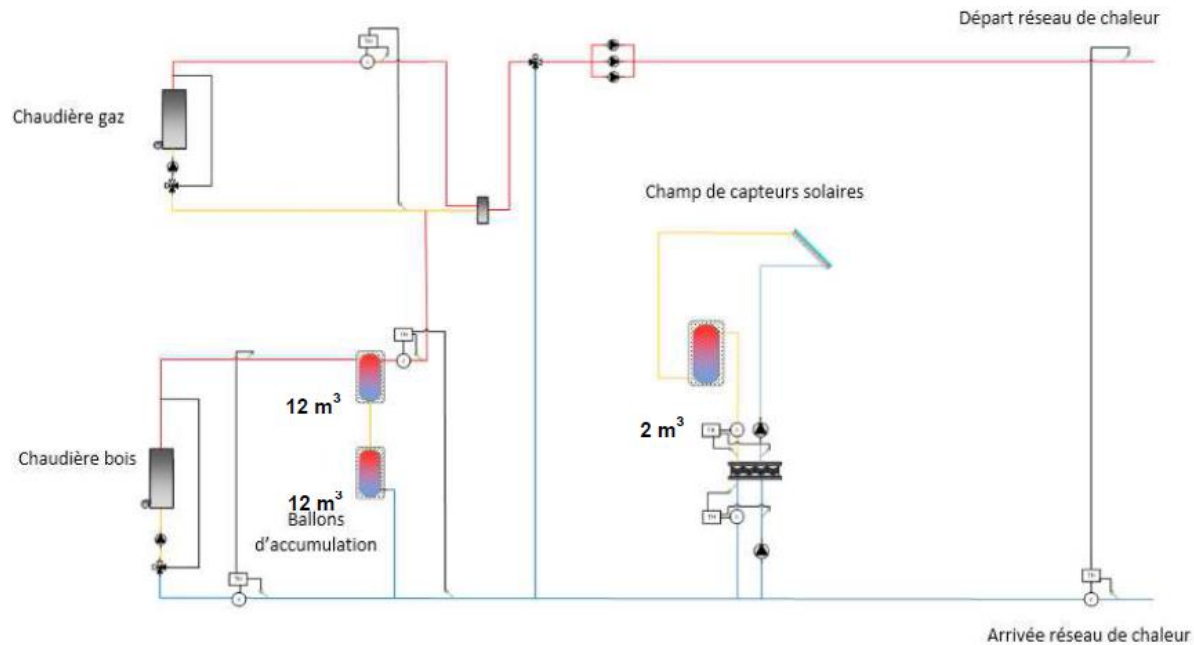 Départ réseau de chaleur
Chaudière gaz
Champ de capteurs solaires
12 m³
2 m³
Chaudière bois
12 m³
Ballons
d'accumulation
Arrivée réseau de chaleur